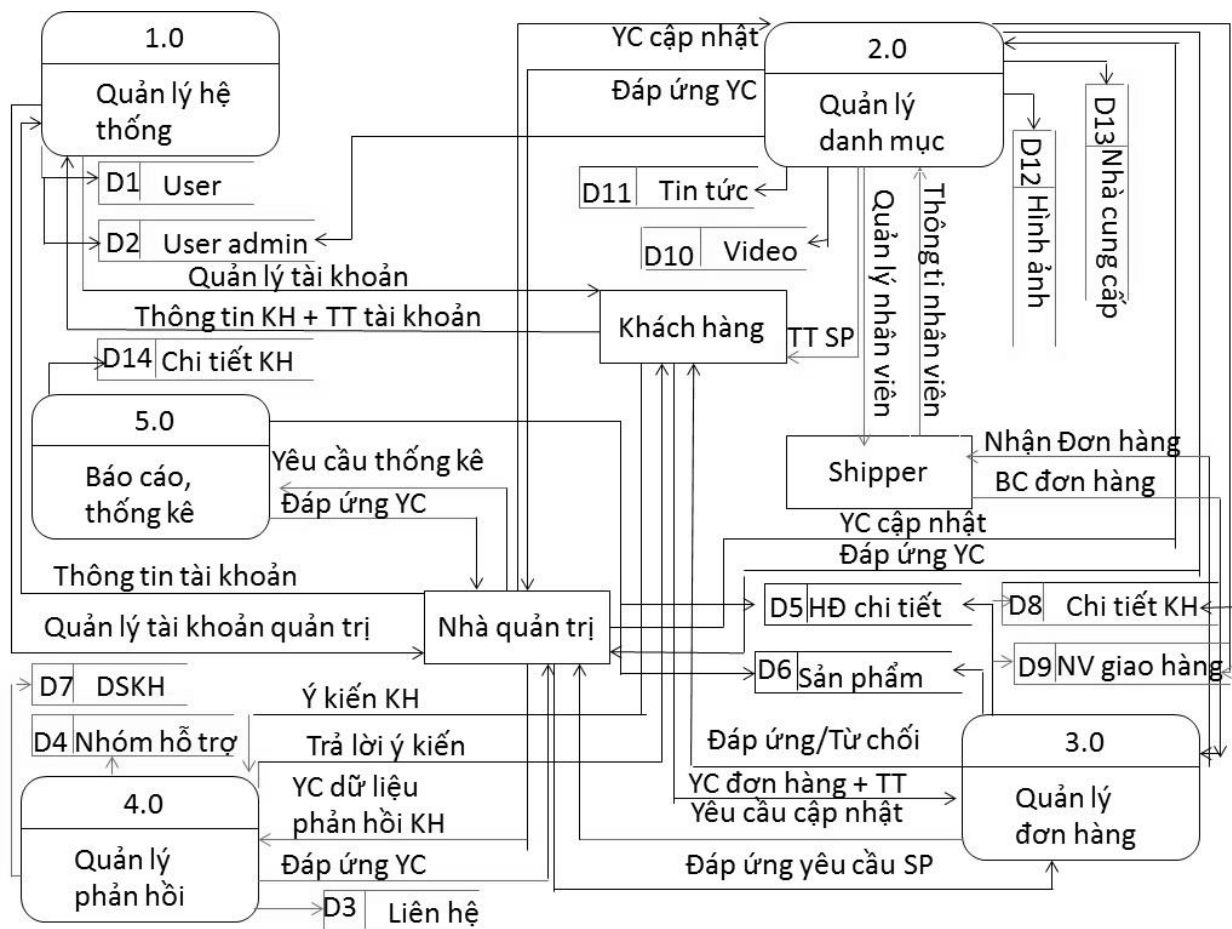 1.0
Quản lý hệ
thống
YC cập nhật
Đáp ứng YC
2.0
Quản lý
danh mục
D13 Nhà cung cấp
D12 Hình ảnh
D1 User
D2 User admin
D11 Tin tức
D10 Video
Quản lý nhân viên
Thông ti nhân viên
Quản lý tài khoản
Thông tin KH + TT tài khoản
Khách hàng
TT SP
D14 Chi tiết KH
5.0
Báo cáo,
thống kê
Yêu cầu thống kê
Đáp ứng YC
Shipper
Nhận Đơn hàng
BC đơn hàng
YC cập nhật
Đáp ứng YC
Thông tin tài khoản
Quản lý tài khoản quản trị
Nhà quản trị
D5 HĐ chi tiết
D8 Chi tiết KH
D6 Sản phẩm
D9 NV giao hàng
D7 DSKH
D4 Nhóm hỗ trợ
Ý kiến KH
Trả lời ý kiến
YC dữ liệu
phản hồi KH
Đáp ứng YC
4.0
Quản lý
phản hồi
D3 Liên hệ
Đáp ứng/Từ chối
YC đơn hàng + TT
Yêu cầu cập nhật
Đáp ứng yêu cầu SP
3.0
Quản lý
đơn hàng